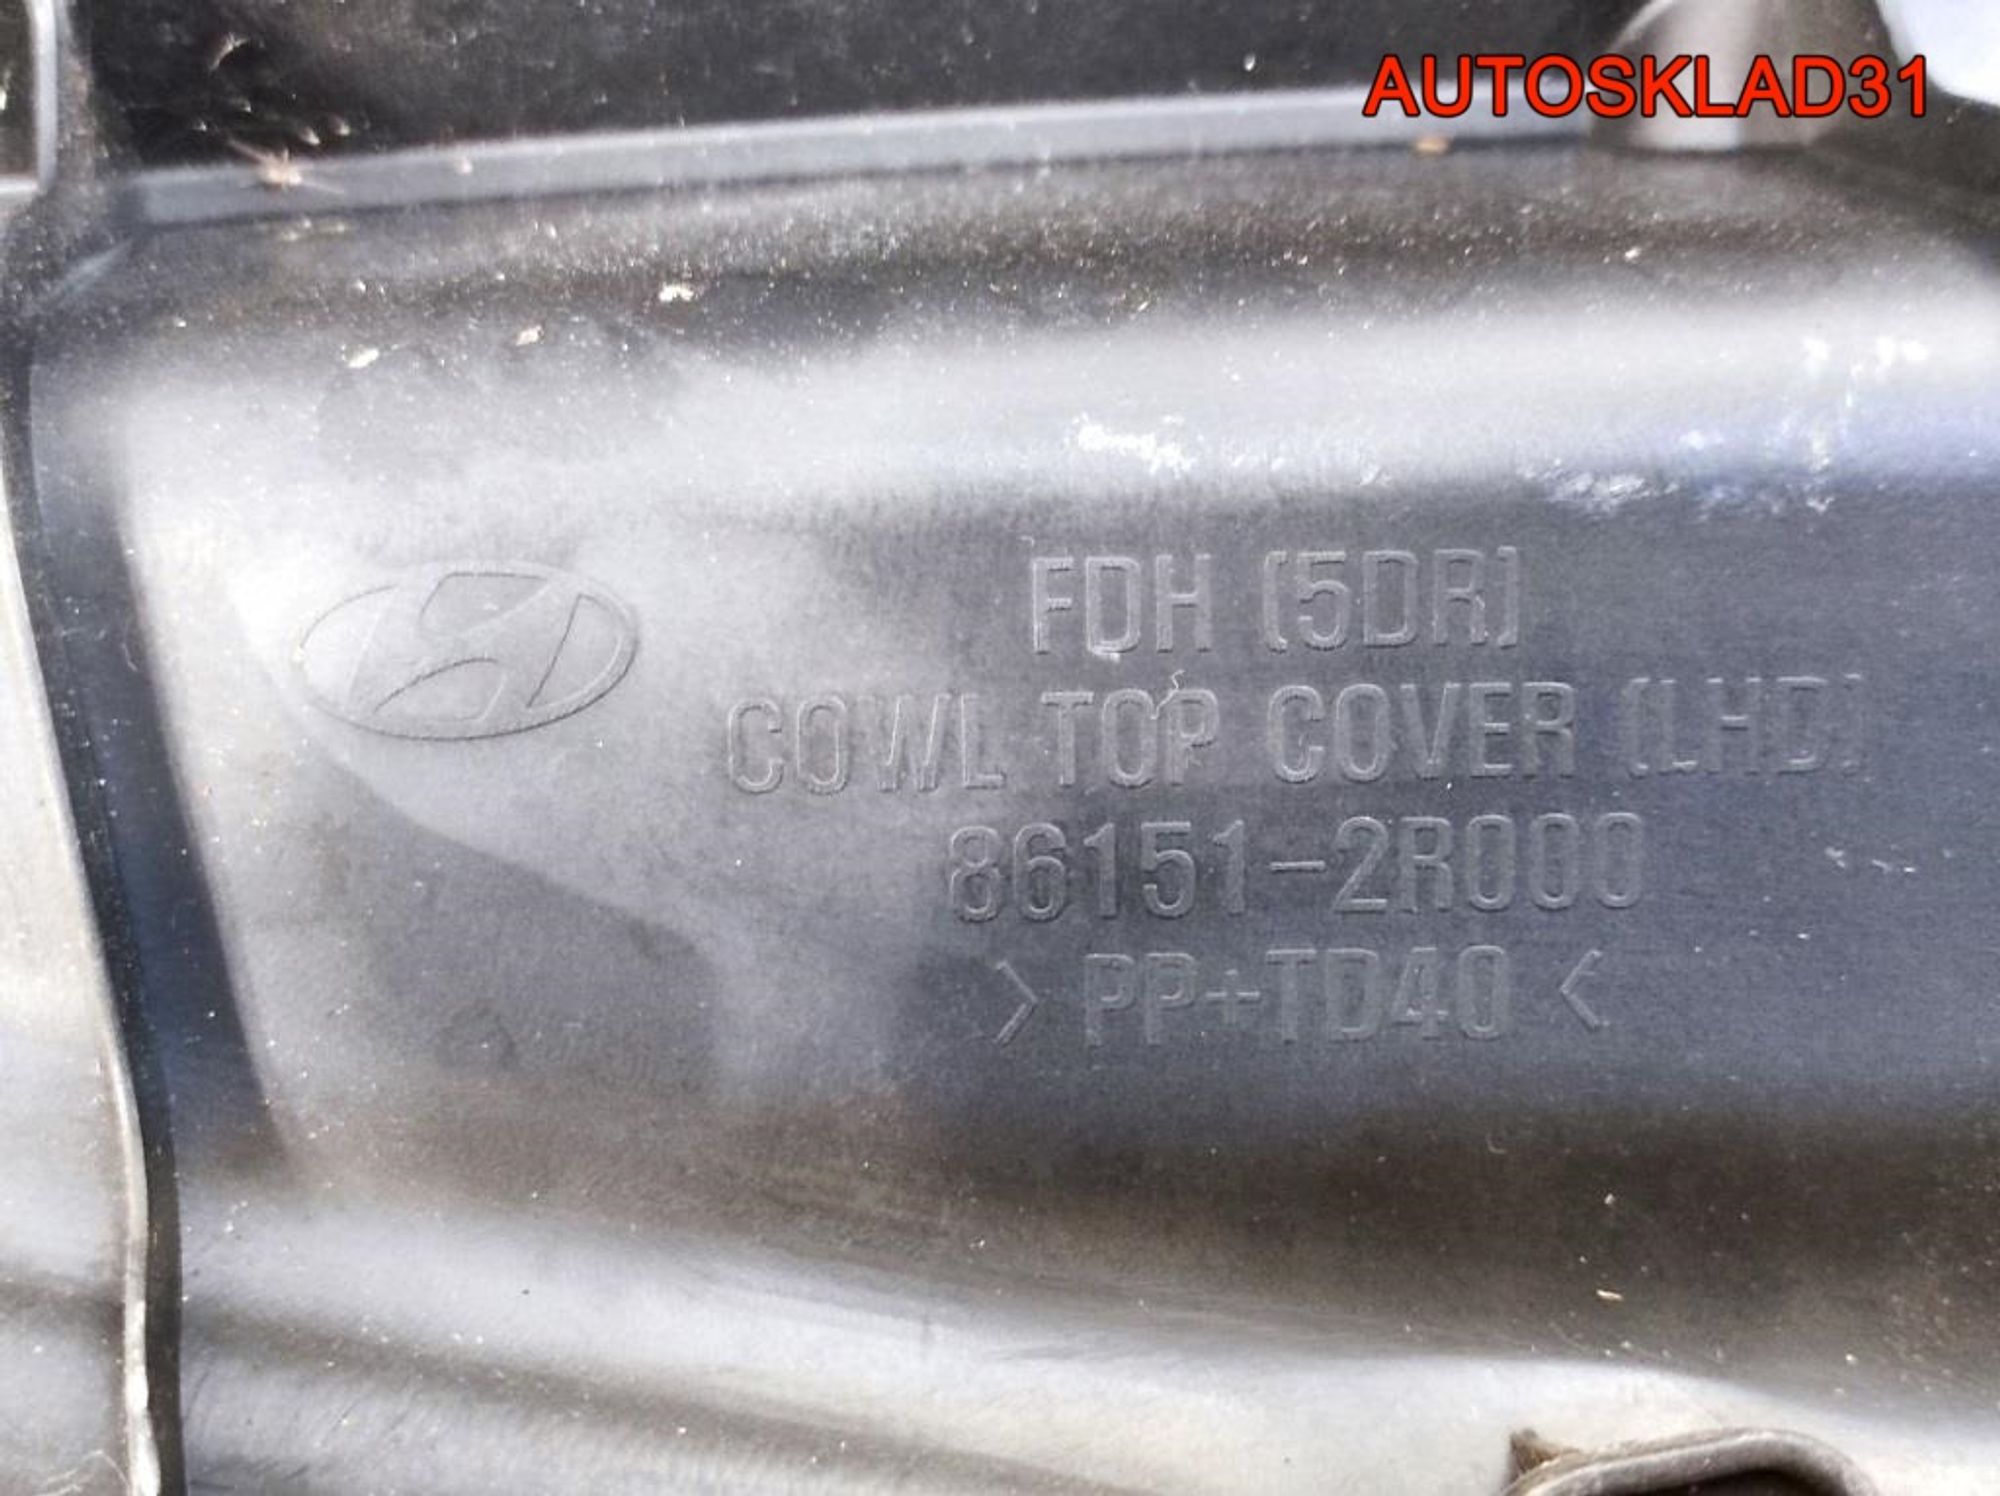 AUTOSKLAD31
FDH (5DR)
COWL TOP COVER (LHD)
86151-2R000
> PP+TD40 <